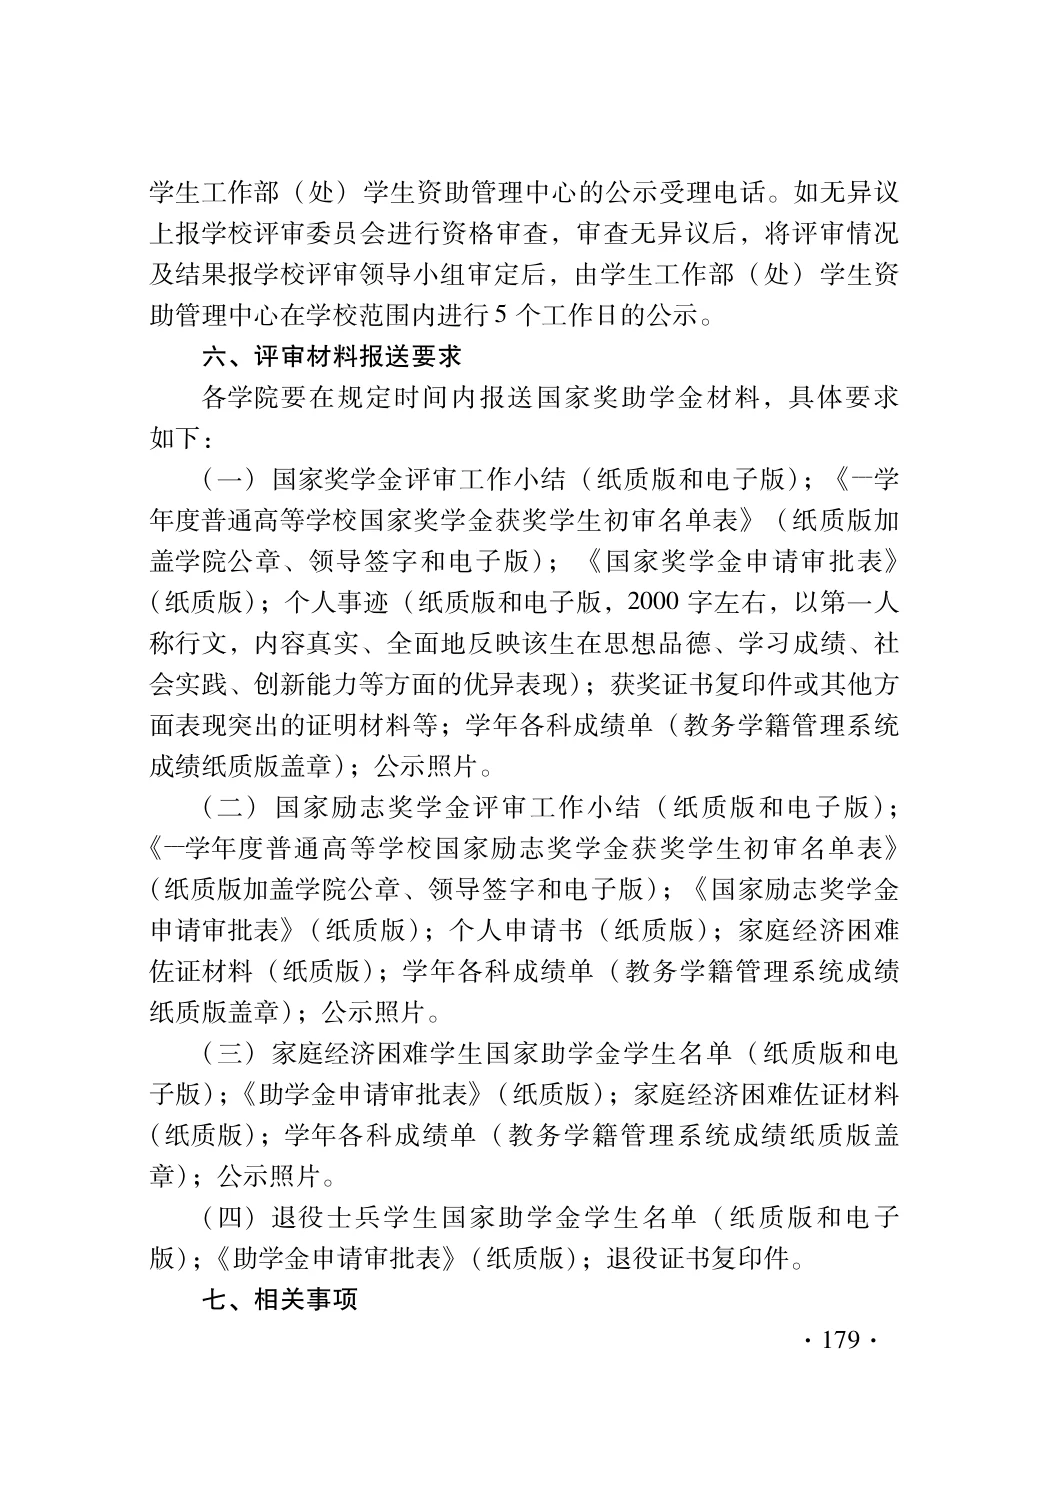 学生工作部（处）学生资助管理中心的公示受理电话。如无异议
上报学校评审委员会进行资格审查，审查无异议后，将评审情况
及结果报学校评审领导小组审定后，由学生工作部（处）学生资
助管理中心在学校范围内进行 5 个工作日的公示。
六、评审材料报送要求
各学院要在规定时间内报送国家奖助学金材料，具体要求
如下：
（一）国家奖学金评审工作小结（纸质版和电子版）；《—学
年度普通高等学校国家奖学金获奖学生初审名单表》（纸质版加
盖学院公章、领导签字和电子版）；《国家奖学金申请审批表》
（纸质版）；个人事迹（纸质版和电子版，2000 字左右，以第一人
称行文，内容真实、全面地反映该生在思想品德、学习成绩、社
会实践、创新能力等方面的优异表现）；获奖证书复印件或其他方
面表现突出的证明材料等；学年各科成绩单（教务学籍管理系统
成绩纸质版盖章）；公示照片。
（二）国家励志奖学金评审工作小结（纸质版和电子版）；
《—学年度普通高等学校国家励志奖学金获奖学生初审名单表》
（纸质版加盖学院公章、领导签字和电子版）；《国家励志奖学金
申请审批表》（纸质版）；个人申请书（纸质版）；家庭经济困难
佐证材料（纸质版）；学年各科成绩单（教务学籍管理系统成绩
纸质版盖章）；公示照片。
（三）家庭经济困难学生国家助学金学生名单（纸质版和电
子版）；《助学金申请审批表》（纸质版）；家庭经济困难佐证材料
（纸质版）；学年各科成绩单（教务学籍管理系统成绩纸质版盖
章）；公示照片。
（四）退役士兵学生国家助学金学生名单（纸质版和电子
版）；《助学金申请审批表》（纸质版）；退役证书复印件。
七、相关事项
· 179 ·